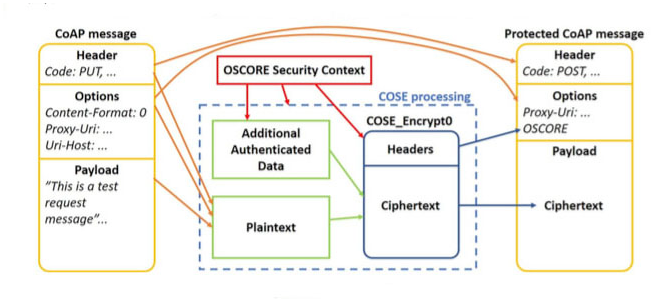 CoAP message
Header
Code: PUT, ...
Options
Content-Format: 0
Proxy-Uri: ...
Uri-Host: ...
Payload
"This is a test
request
message"...
OSCORE Security Context
COSE processing
Additional
Authenticated
Data
Plaintext
COSE_Encrypt0
Headers
Ciphertext
Protected CoAP message
Header
Code: POST, ...
Options
Proxy-Uri: ...
OSCORE
Payload
Ciphertext